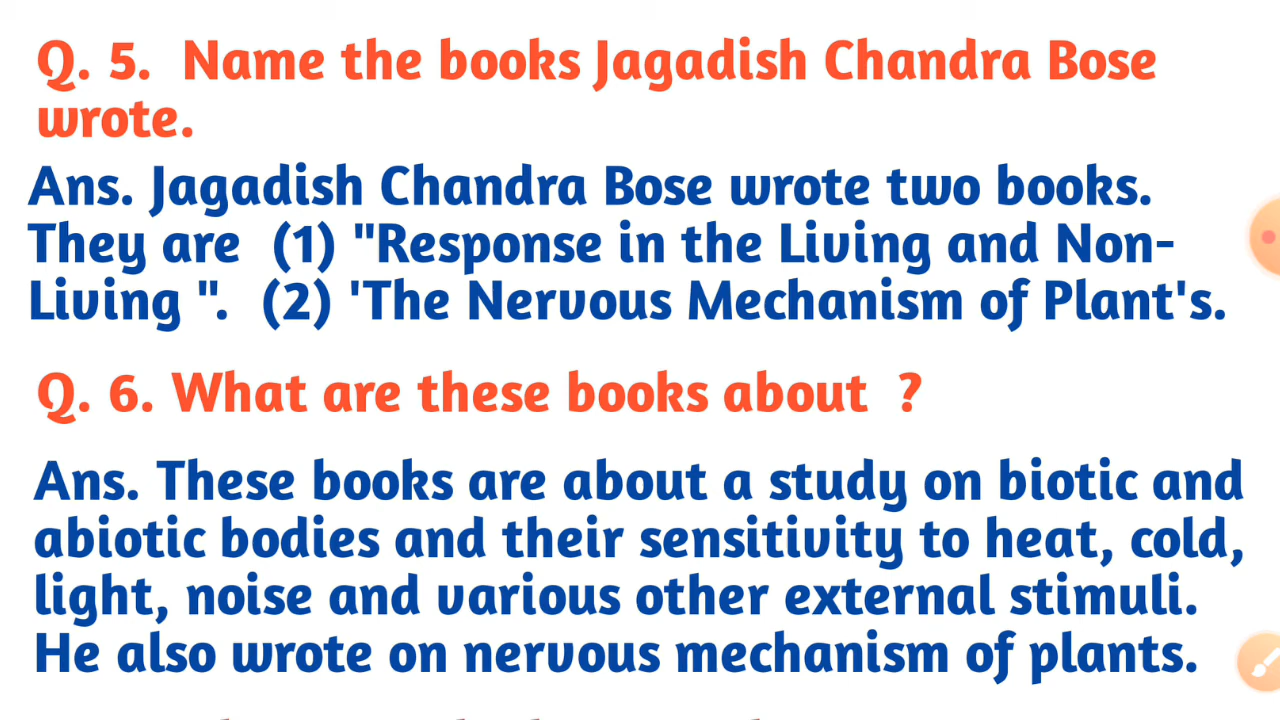 Q. 5.  Name the books Jagadish Chandra Bose
wrote.
Ans. Jagadish Chandra Bose wrote two books.
They are  (1) "Response in the Living and Non-
Living ".  (2) 'The Nervous Mechanism of Plant's.
Q. 6. What are these books about  ?
Ans. These books are about a study on biotic and
abiotic bodies and their sensitivity to heat, cold,
light, noise and various other external stimuli.
He also wrote on nervous mechanism of plants.